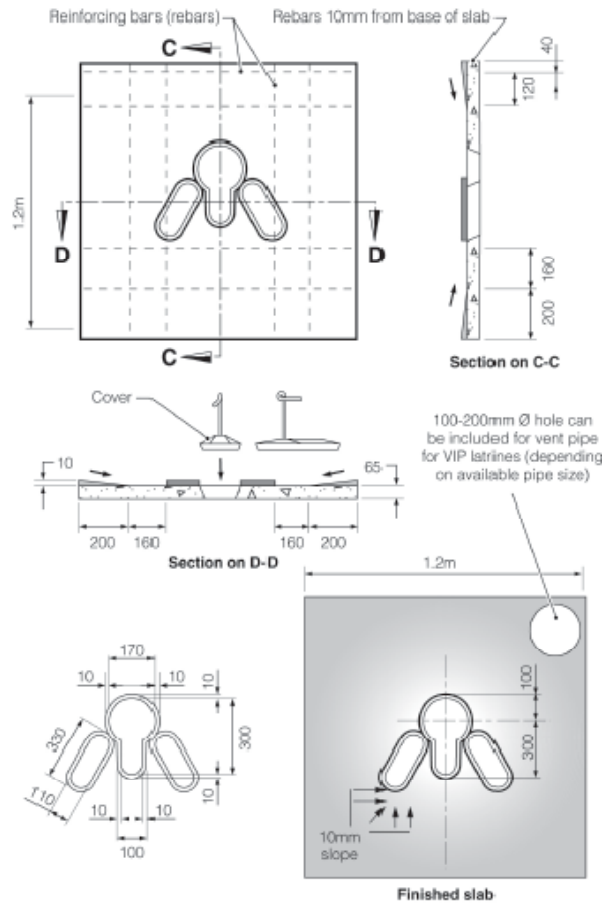 Reinforcing bars (rebars)
Rebars 10mm from base of slab
C
40
120
1.2m
D
D
160
200
C
Section on C-C
Cover
100-200mm Ø hole can
be included for vent pipe
for VIP latriines (depending
on available pipe size)
10
65
200
160
160
200
Section on D-D
1.2m
170
10
10
10
330
300
110
10
10
10
100
100
300
10mm
slope
Finished slab